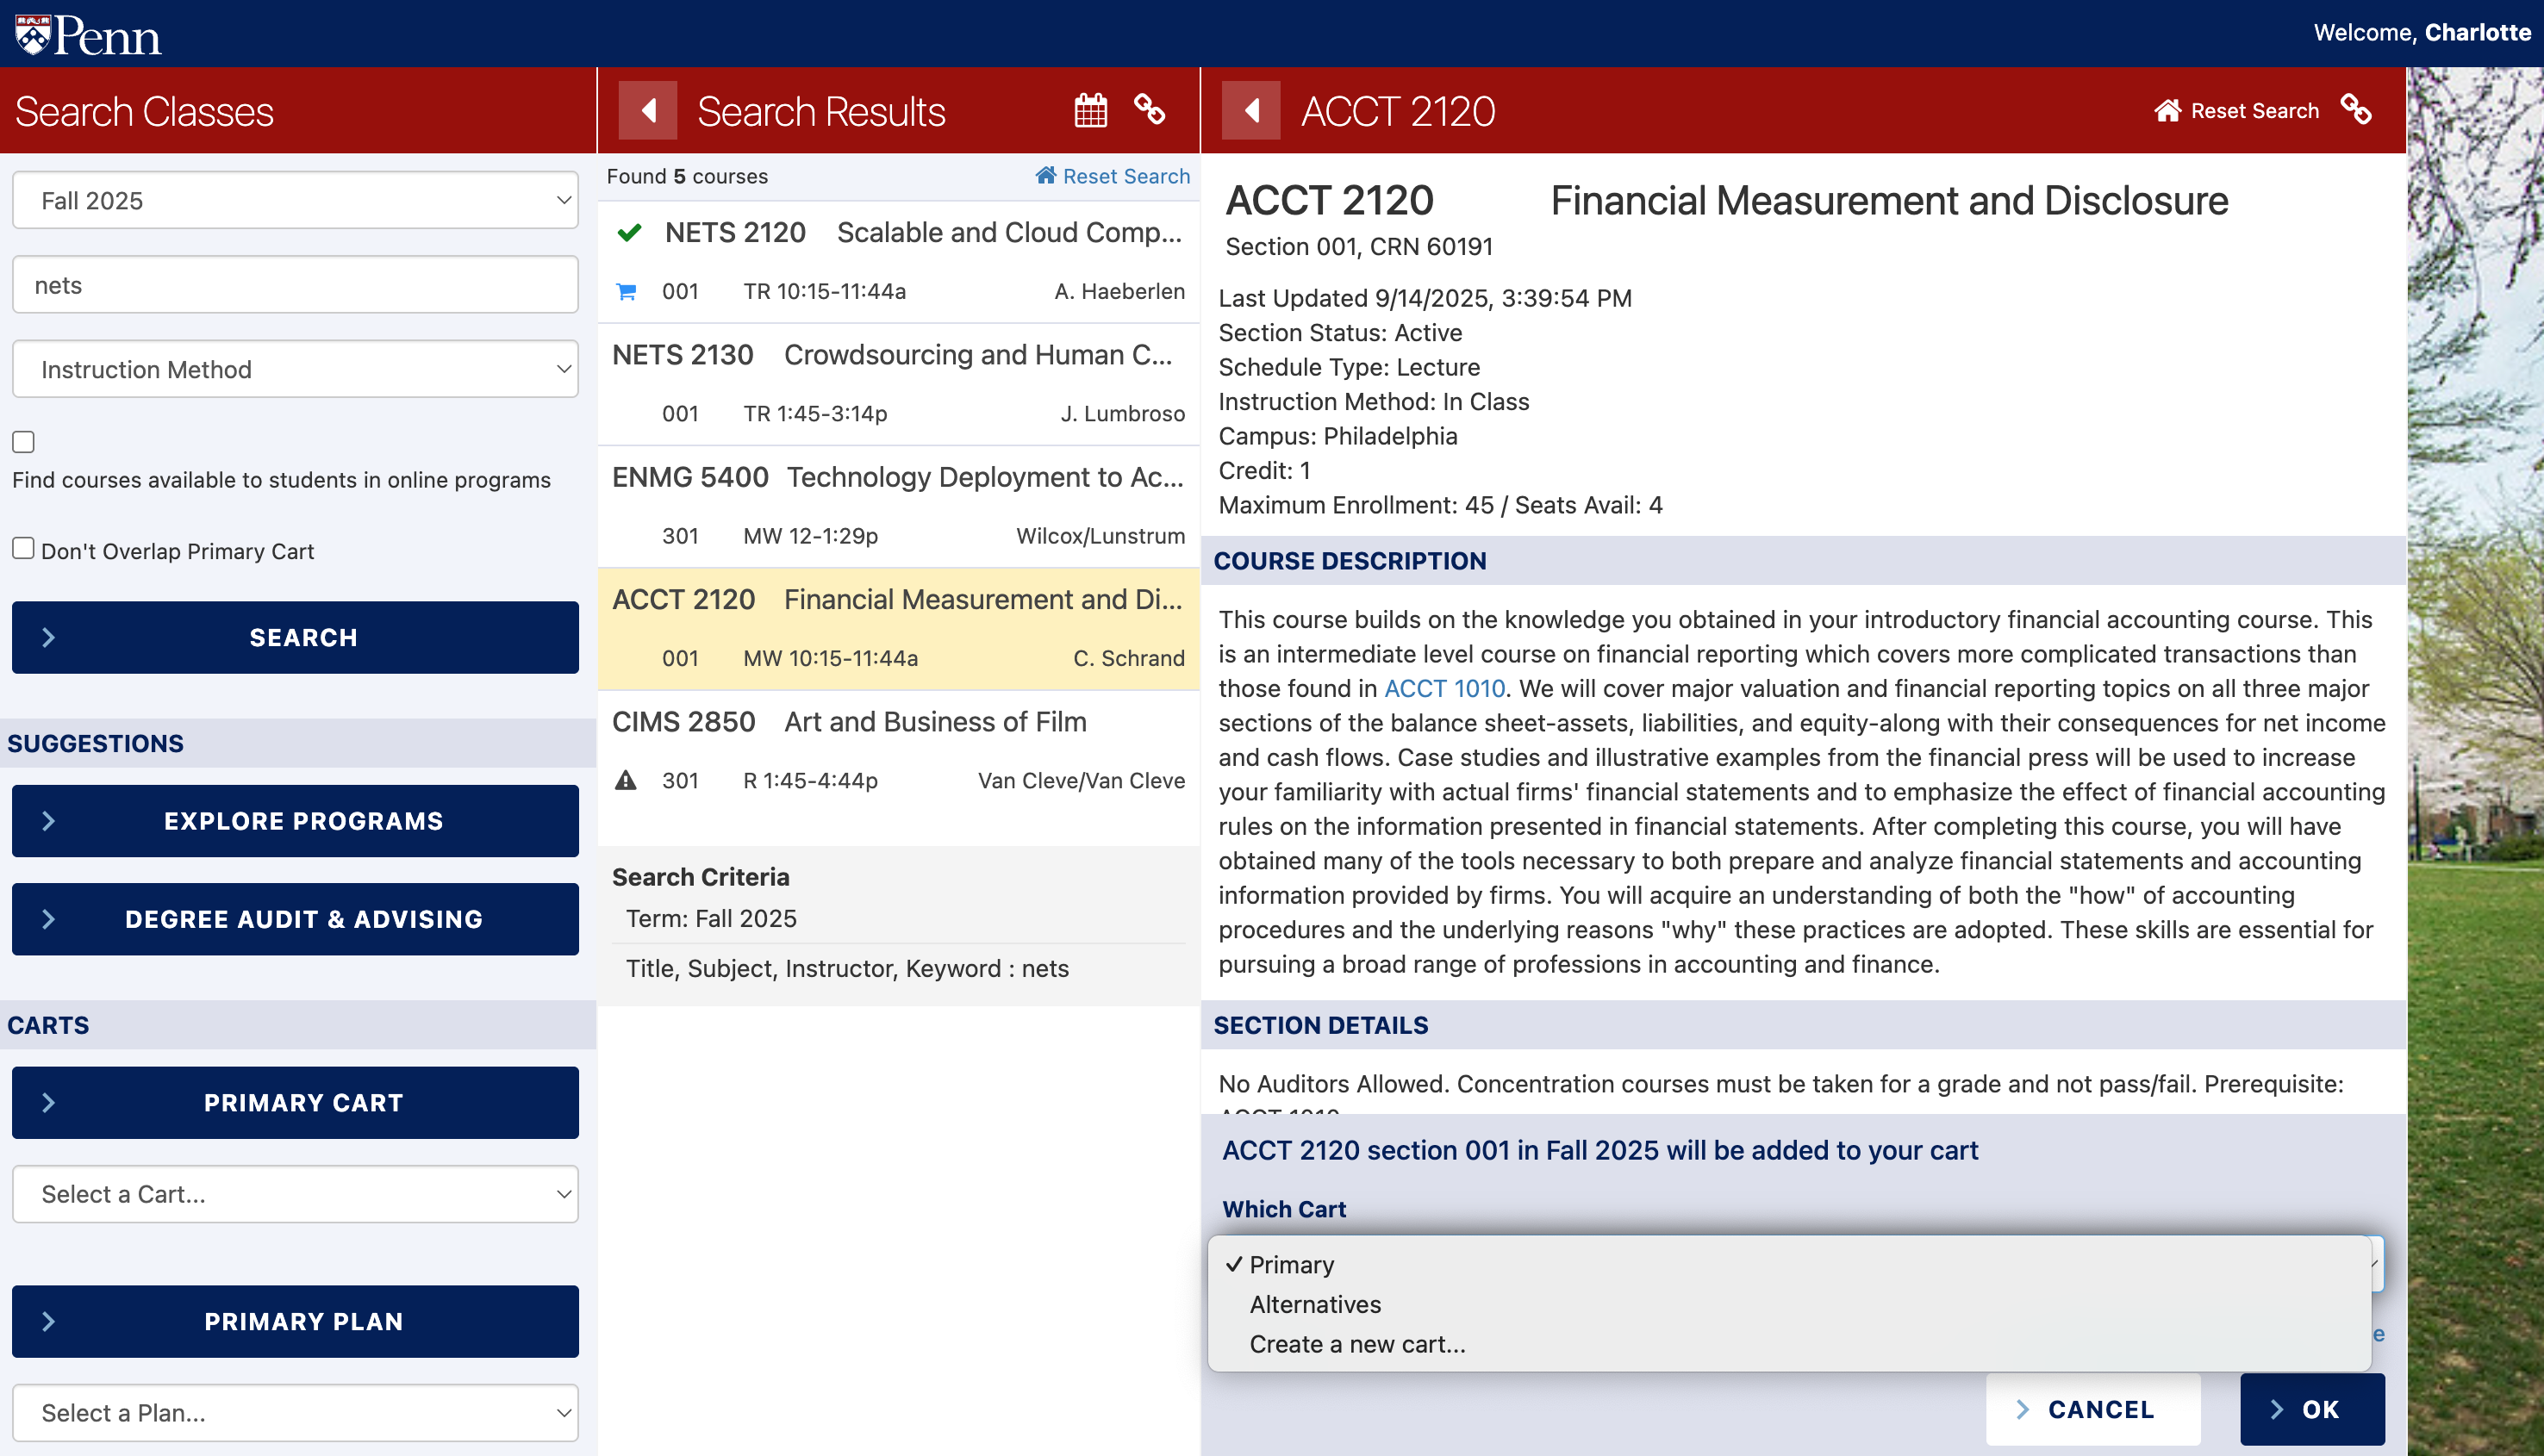 Penn
Welcome, Charlotte
Search Classes
Fall 2025
nets
Instruction Method
Find courses available to students in online programs
Don't Overlap Primary Cart
SEARCH
SUGGESTIONS
EXPLORE PROGRAMS
DEGREE AUDIT & ADVISING
CARTS
PRIMARY CART
Select a Cart...
PRIMARY PLAN
Select a Plan...
Search Results
Found 5 courses
Reset Search
NETS 2120 Scalable and Cloud Comp...
001 TR 10:15-11:44a A. Haeberlen
NETS 2130 Crowdsourcing and Human C...
001 TR 1:45-3:14p J. Lumbroso
ENMG 5400 Technology Deployment to Ac...
301 MW 12-1:29p Wilcox/Lunstrum
ACCT 2120 Financial Measurement and Di...
001 MW 10:15-11:44a C. Schrand
CIMS 2850 Art and Business of Film
301 R 1:45-4:44p Van Cleve/Van Cleve
Search Criteria
Term: Fall 2025
Title, Subject, Instructor, Keyword : nets
ACCT 2120
Reset Search
ACCT 2120 Financial Measurement and Disclosure
Section 001, CRN 60191
Last Updated 9/14/2025, 3:39:54 PM
Section Status: Active
Schedule Type: Lecture
Instruction Method: In Class
Campus: Philadelphia
Credit: 1
Maximum Enrollment: 45 / Seats Avail: 4
COURSE DESCRIPTION
This course builds on the knowledge you obtained in your introductory financial accounting course. This
is an intermediate level course on financial reporting which covers more complicated transactions than
those found in ACCT 1010. We will cover major valuation and financial reporting topics on all three major
sections of the balance sheet-assets, liabilities, and equity-along with their consequences for net income
and cash flows. Case studies and illustrative examples from the financial press will be used to increase
your familiarity with actual firms' financial statements and to emphasize the effect of financial accounting
rules on the information presented in financial statements. After completing this course, you will have
obtained many of the tools necessary to both prepare and analyze financial statements and accounting
information provided by firms. You will acquire an understanding of both the "how" of accounting
procedures and the underlying reasons "why" these practices are adopted. These skills are essential for
pursuing a broad range of professions in accounting and finance.
SECTION DETAILS
No Auditors Allowed. Concentration courses must be taken for a grade and not pass/fail. Prerequisite:
ACCT 1010
ACCT 2120 section 001 in Fall 2025 will be added to your cart
Which Cart
Primary
Alternatives
Create a new cart...
e
CANCEL
OK